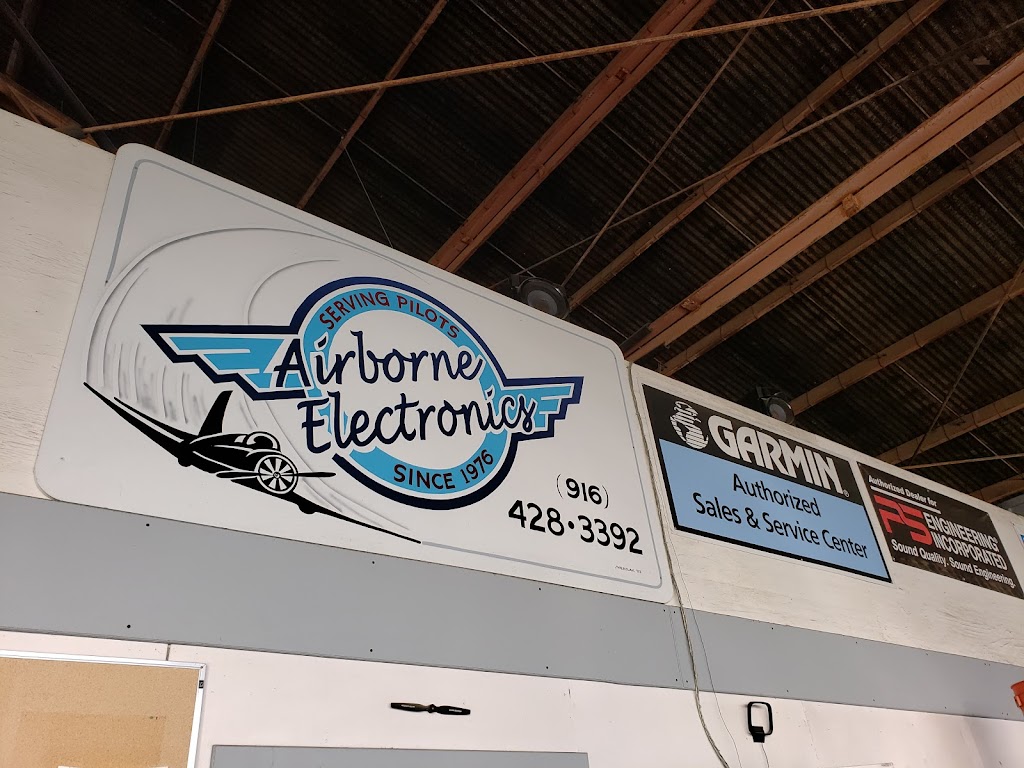 SERVING PILOTS
Airborne
Electronics
SINCE 1976
(916)
428·3392
GARMIN®
Authorized
Sales & Service Center
Authorized Dealer for
PS ENGINEERING
INCORPORATED
Sound Quality, Sound Engineering.